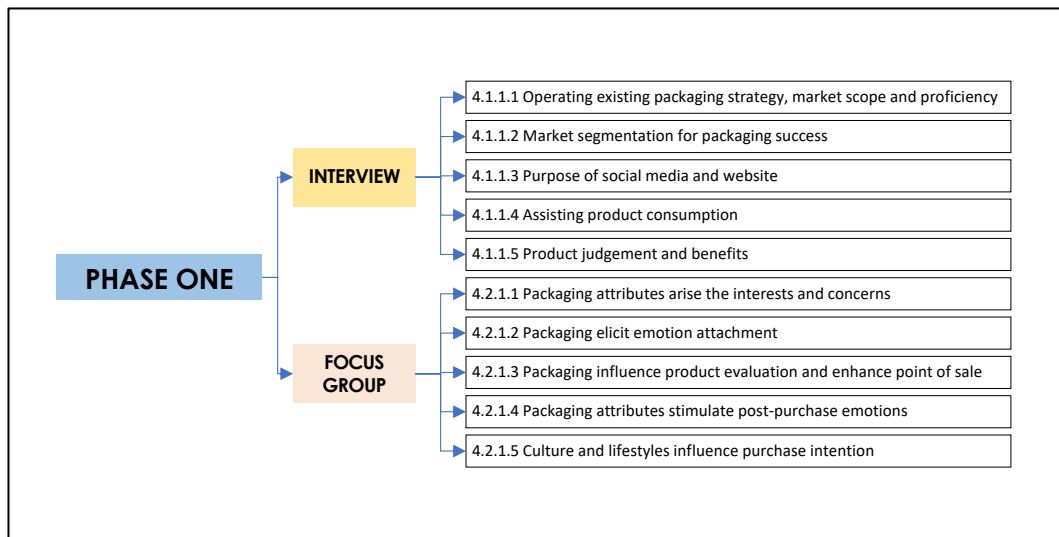 PHASE ONE
INTERVIEW
4.1.1.1 Operating existing packaging strategy, market scope and proficiency
4.1.1.2 Market segmentation for packaging success
4.1.1.3 Purpose of social media and website
4.1.1.4 Assisting product consumption
4.1.1.5 Product judgement and benefits
FOCUS
GROUP
4.2.1.1 Packaging attributes arise the interests and concerns
4.2.1.2 Packaging elicit emotion attachment
4.2.1.3 Packaging influence product evaluation and enhance point of sale
4.2.1.4 Packaging attributes stimulate post-purchase emotions
4.2.1.5 Culture and lifestyles influence purchase intention